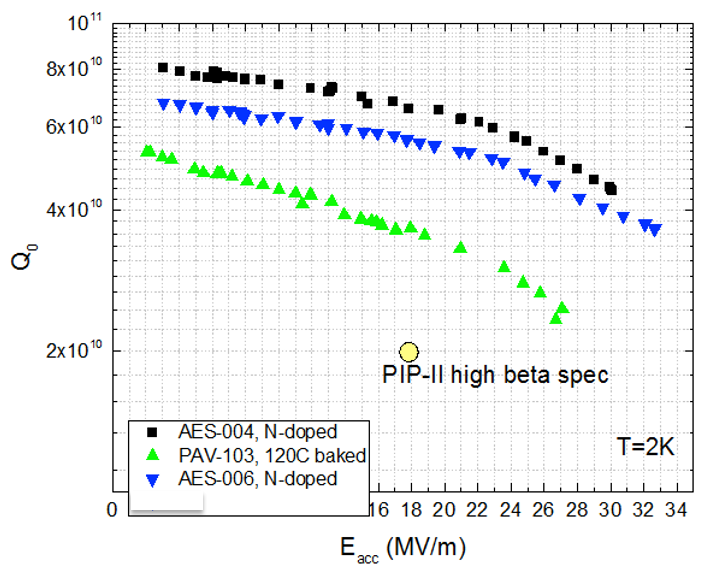 10¹¹
8x10¹⁰
6x10¹⁰
4x10¹⁰
2x10¹⁰
Q₀
PIP-II high beta spec
T=2K
AES-004, N-doped
PAV-103, 120C baked
AES-006, N-doped
0 16 18 20 22 24 26 28 30 32 34
E_acc (MV/m)